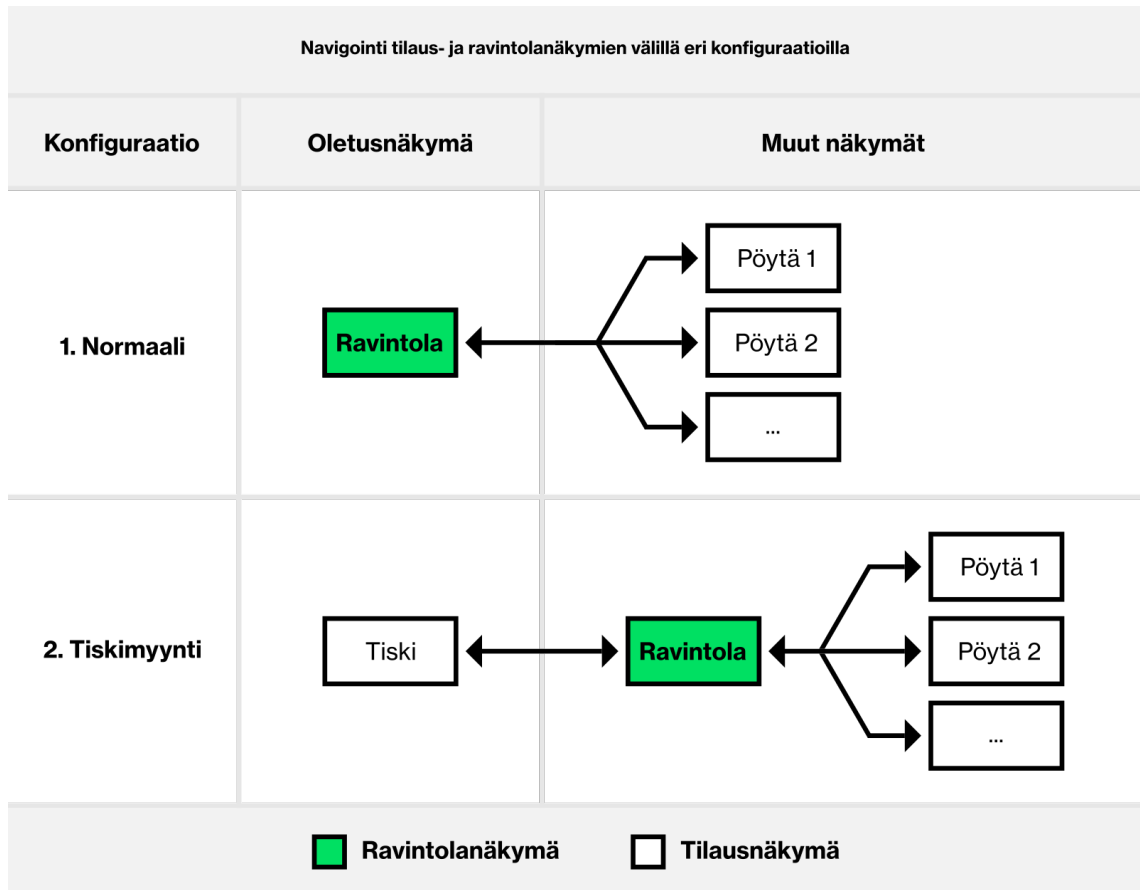 Navigointi tilaus- ja ravintolanäkymien välillä eri konfiguraatioilla
Konfiguraatio
Oletusnäkymä
Muut näkymät
1. Normaali
Ravintola
Pöytä 1
Pöytä 2
...
2. Tiskimyynti
Tiski
Ravintola
Pöytä 1
Pöytä 2
...
Ravintolanäkymä
Tilausnäkymä